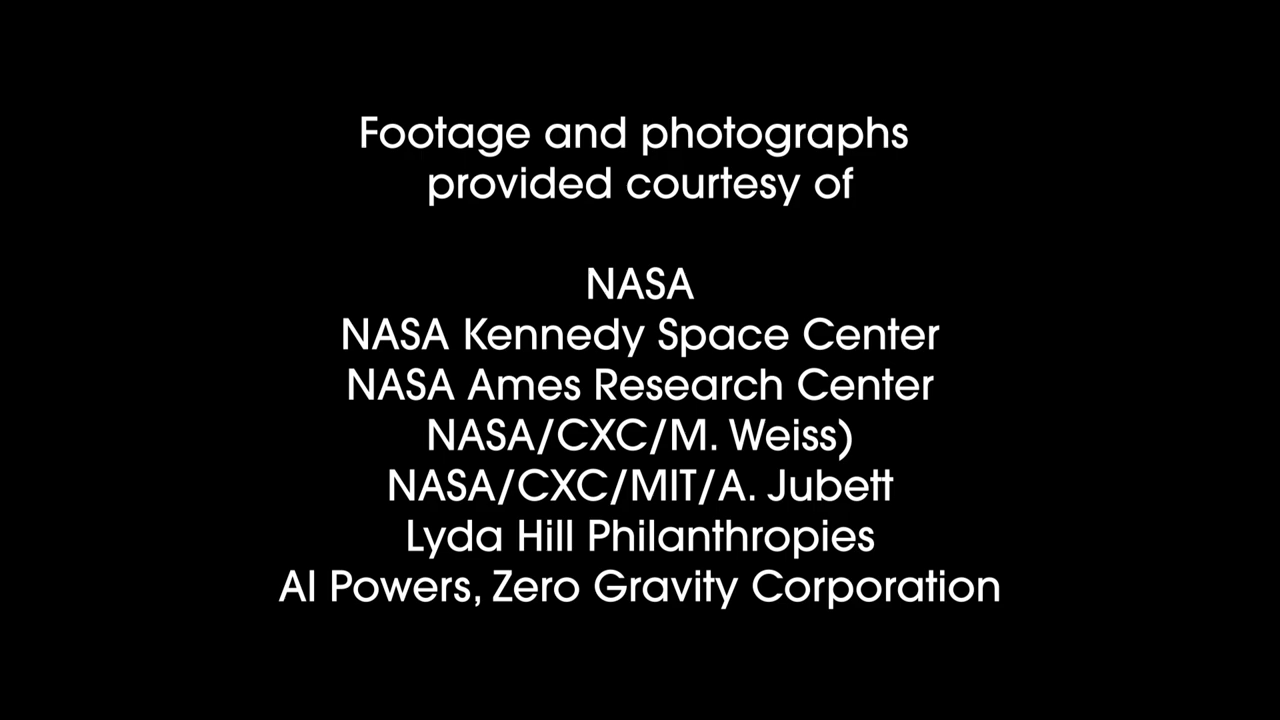 Footage and photographs
provided courtesy of
NASA
NASA Kennedy Space Center
NASA Ames Research Center
NASA/CXC/M. Weiss)
NASA/CXC/MIT/A. Jubett
Lyda Hill Philanthropies
Al Powers, Zero Gravity Corporation